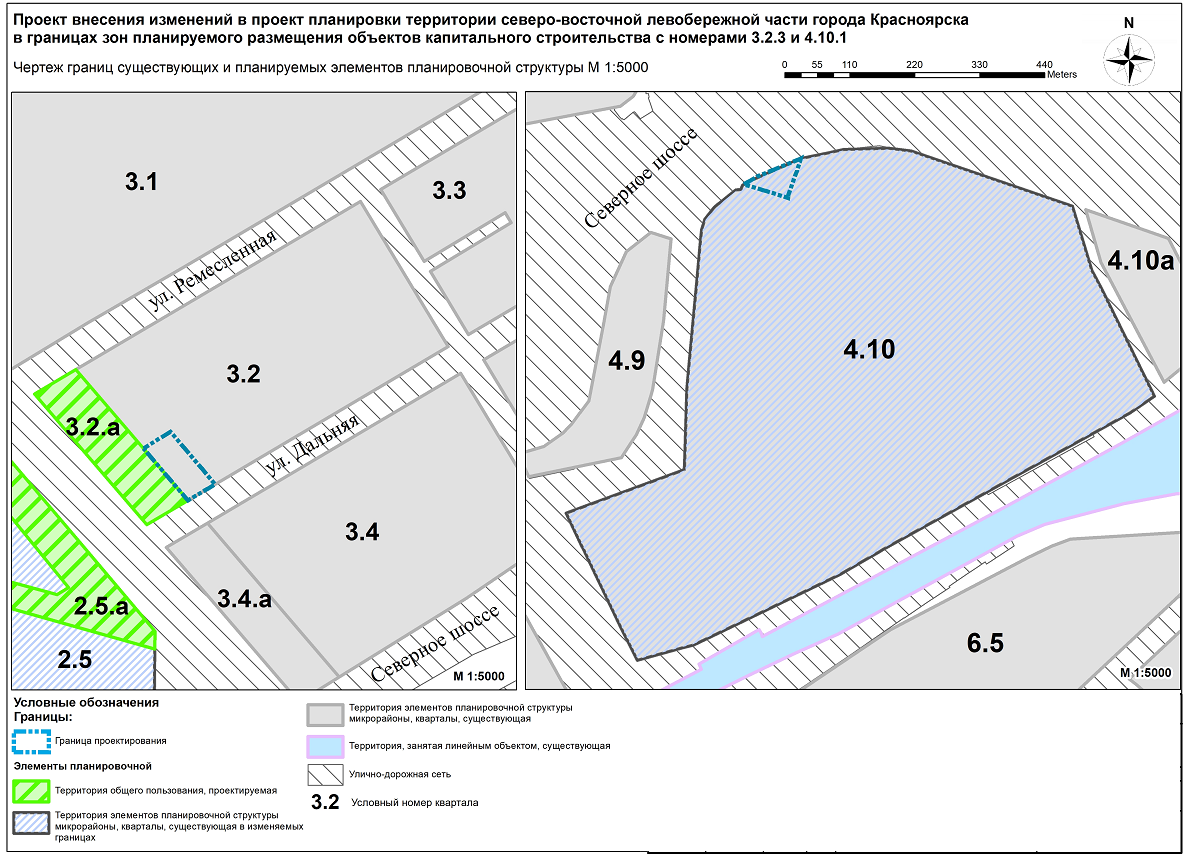 Проект внесения изменений в проект планировки территории северо-восточной левобережной части города Красноярска
в границах зон планируемого размещения объектов капитального строительства с номерами 3.2.3 и 4.10.1
Чертеж границ существующих и планируемых элементов планировочной структуры М 1:5000
0 55 110 220 330 440
Meters
N
3.1
3.3
ул. Ремесленная
3.2
3.2.а
ул. Дальняя
3.4
3.4.а
2.5.а
2.5
Северное шоссе
М 1:5000
Северное шоссе
4.10а
4.9
4.10
6.5
М 1:5000
Условные обозначения
Границы:
Граница проектирования
Элементы планировочной
Территория общего пользования, проектируемая
Территория элементов планировочной структуры
микрорайоны, кварталы, существующая в изменяемых
границах
Территория элементов планировочной структуры
микрорайоны, кварталы, существующая
Территория, занятая линейным объектом, существующая
Улично-дорожная сеть
3.2 Условный номер квартала